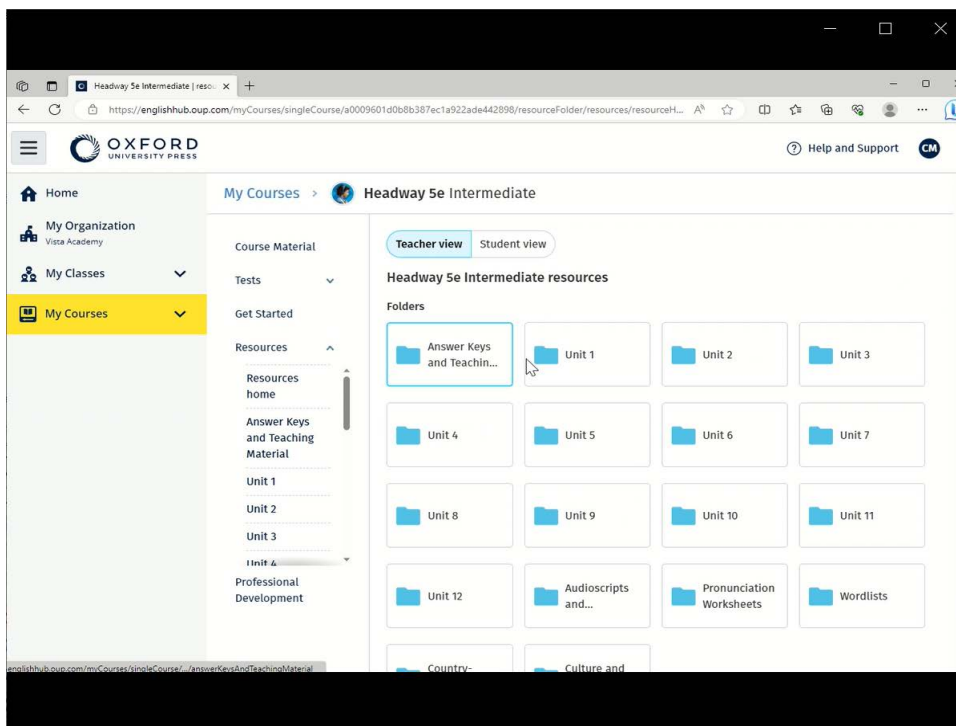 Headway 5e Intermediate | resou
https://englishhub.oup.com/myCourses/singleCourse/a0009601d0b8b387ec1a922ade442898/resourceFolder/resources/resourceH...
OXFORD
UNIVERSITY PRESS
Help and Support
CM
Home
My Organization
Vista Academy
My Classes
My Courses
My Courses > Headway 5e Intermediate
Course Material
Tests
Get Started
Resources
Resources
home
Answer Keys
and Teaching
Material
Unit 1
Unit 2
Unit 3
Unit 4
Professional
Development
Teacher view
Student view
Headway 5e Intermediate resources
Folders
Answer Keys
and Teachin...
Unit 1
Unit 2
Unit 3
Unit 4
Unit 5
Unit 6
Unit 7
Unit 8
Unit 9
Unit 10
Unit 11
Unit 12
Audioscripts
and...
Pronunciation
Worksheets
Wordlists
Country-
Culture and
englishhub.oup.com/myCourses/singleCourse/.../answerKeysAndTeachingMaterial